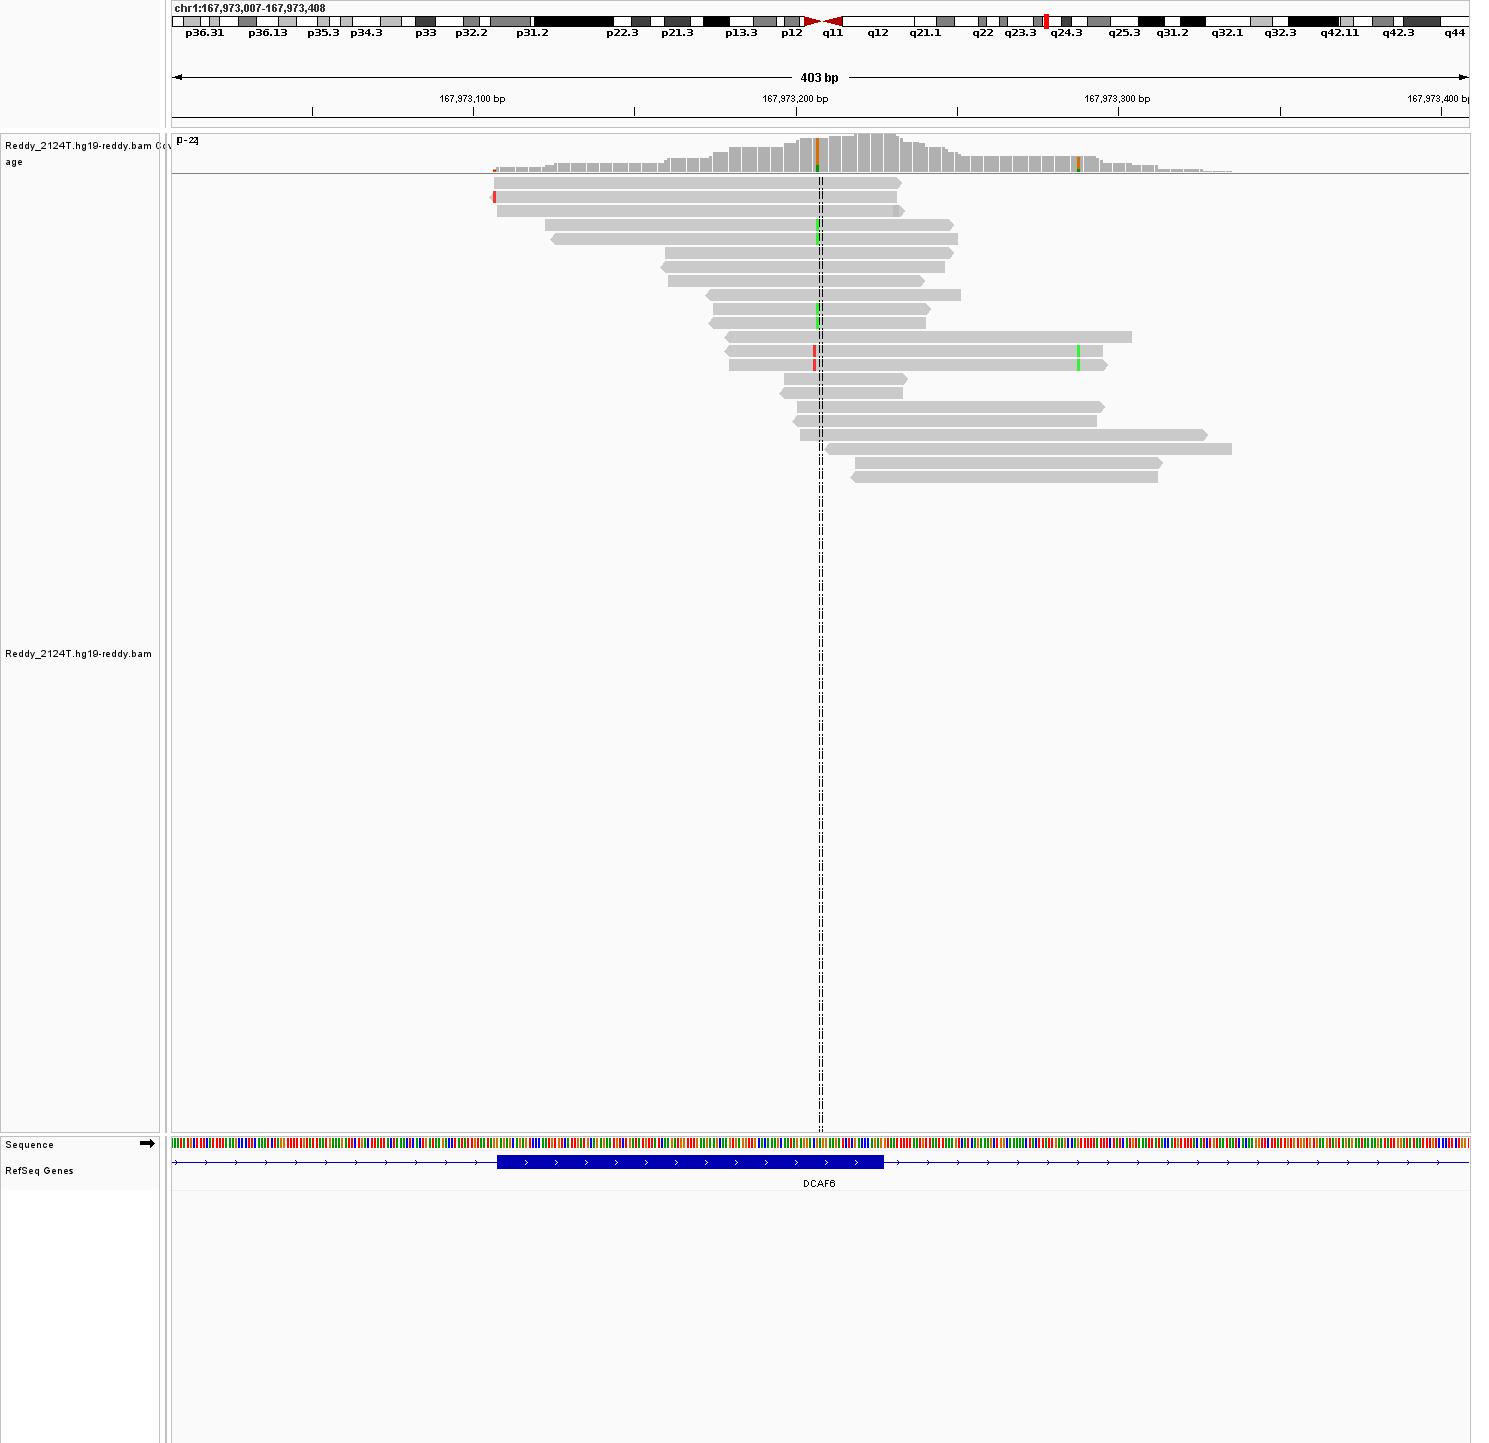 chr1:167,973,007-167,973,408
p36.31 p36.13 p35.3 p34.3 p33 p32.2 p31.2 p22.3 p21.3 p13.3 p12 q11 q12 q21.1 q22 q23.3 q24.3 q25.3 q31.2 q32.1 q32.3 q42.11 q42.3 q44
403 bp
167,973,100 bp 167,973,200 bp 167,973,300 bp 167,973,400 bp
[0-22]
Reddy_2124T.hg19-reddy.bam Cov
age
Reddy_2124T.hg19-reddy.bam
Sequence
RefSeq Genes
DCAF6